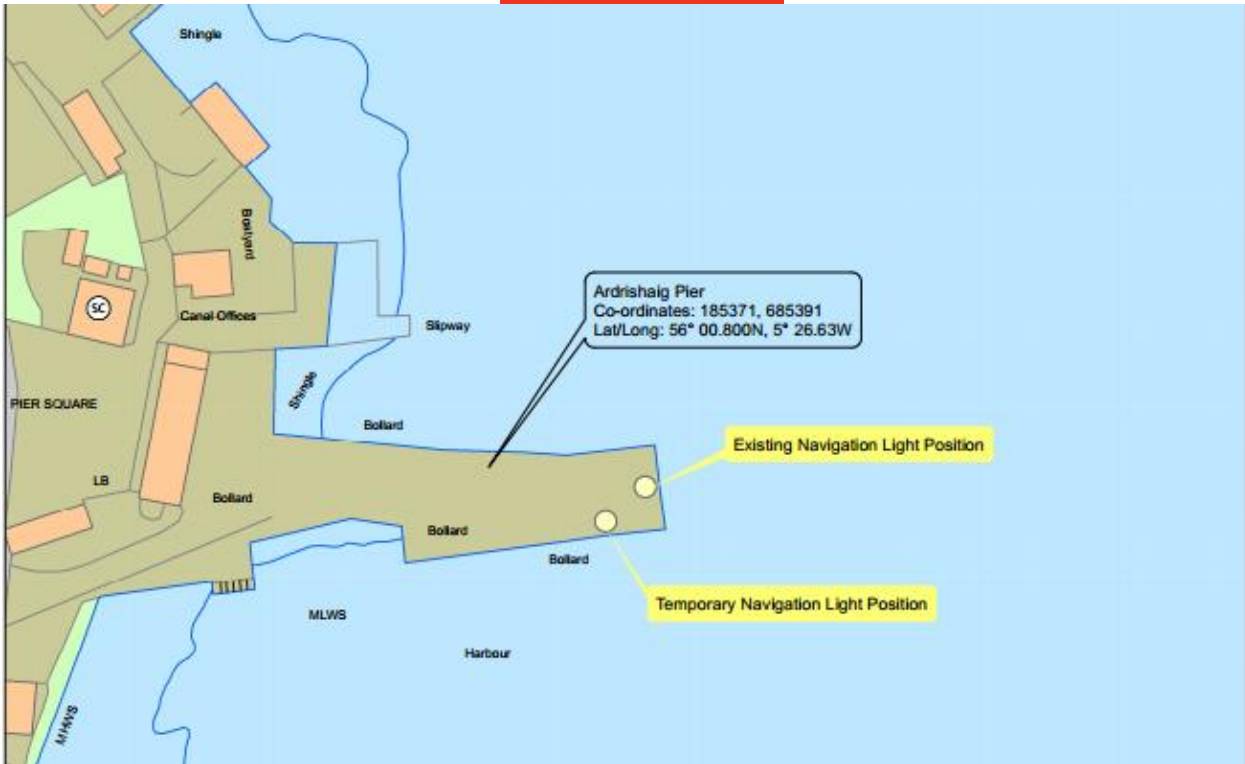 Shingle
Boatyard
Canal Offices
SC
Slipway
Ardrishaig Pier
Co-ordinates: 185371, 685391
Lat/Long: 56° 00.800N, 5° 26.63W
Shingle
PIER SQUARE
Bollard
Existing Navigation Light Position
LB
Bollard
Bollard
Bollard
Temporary Navigation Light Position
MLWS
Harbour
MHWS